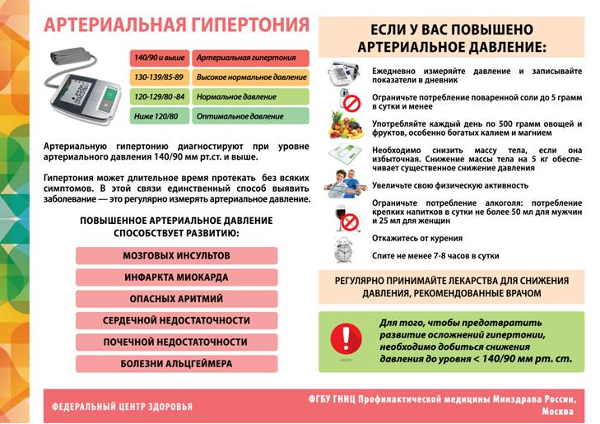 АРТЕРИАЛЬНАЯ ГИПЕРТОНИЯ
140/90 и выше Артериальная гипертония
130-139/85-89 Высокое нормальное давление
120-129/80 -84 Нормальное давление
Ниже 120/80 Оптимальное давление
Артериальную гипертонию диагностируют при уровне
артериального давления 140/90 мм рт.ст. и выше.
Гипертония может длительное время протекать без всяких
симптомов. В этой связи единственный способ выявить
заболевание — это регулярно измерять артериальное давление.
ПОВЫШЕННОЕ АРТЕРИАЛЬНОЕ ДАВЛЕНИЕ
СПОСОБСТВУЕТ РАЗВИТИЮ:
МОЗГОВЫХ ИНСУЛЬТОВ
ИНФАРКТА МИОКАРДА
ОПАСНЫХ АРИТМИЙ
СЕРДЕЧНОЙ НЕДОСТАТОЧНОСТИ
ПОЧЕЧНОЙ НЕДОСТАТОЧНОСТИ
БОЛЕЗНИ АЛЬЦГЕЙМЕРА
ЕСЛИ У ВАС ПОВЫШЕНО
АРТЕРИАЛЬНОЕ ДАВЛЕНИЕ:
Ежедневно измеряйте давление и записывайте
показатели в дневник
Ограничьте потребление поваренной соли до 5 грамм
в сутки и менее
Употребляйте каждый день по 500 грамм овощей и
фруктов, особенно богатых калием и магнием
Необходимо снизить массу тела, если она
избыточная. Снижение массы тела на 5 кг обеспе-
чивает существенное снижение давления
Увеличьте свою физическую активность
Ограничьте потребление алкоголя: потребление
крепких напитков в сутки не более 50 мл для мужчин
и 25 мл для женщин
Откажитесь от курения
Спите не менее 7-8 часов в сутки
РЕГУЛЯРНО ПРИНИМАЙТЕ ЛЕКАРСТВА ДЛЯ СНИЖЕНИЯ
ДАВЛЕНИЯ, РЕКОМЕНДОВАННЫЕ ВРАЧОМ
Для того, чтобы предотвратить
развитие осложнений гипертонии,
необходимо добиться снижения
давления до уровня < 140/90 мм рт. ст.
ФЕДЕРАЛЬНЫЙ ЦЕНТР ЗДОРОВЬЯ
ФГБУ ГНИЦ Профилактической медицины Минздрава России,
Москва